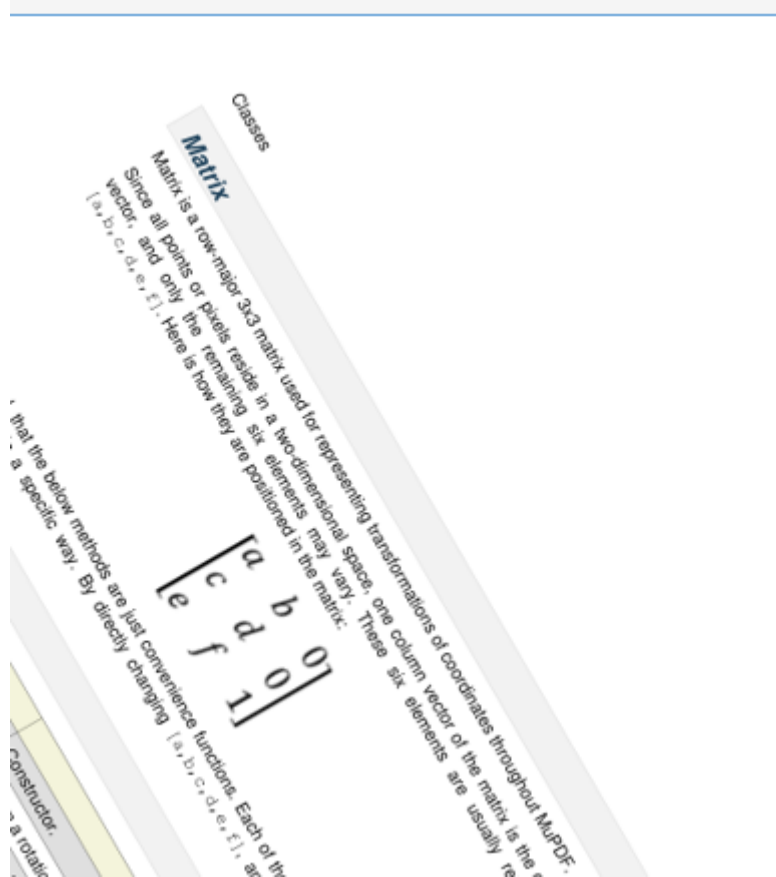 Classes
Matrix
Matrix is a row-major 3x3 matrix used for representing transformations of coordinates throughout MuPDF.
Since all points or pixels reside in a two-dimensional space, one column vector of the matrix is the
vector, and only the remaining six elements may vary. These six elements are usually
[a,b,c,d,e,f]. Here is how they are positioned in the matrix:
a b 0
c d 0
e f 1
that the below methods are just convenience functions. Each of
a specific way. By directly changing [a,b,c,d,e,f],
Constructor.
a